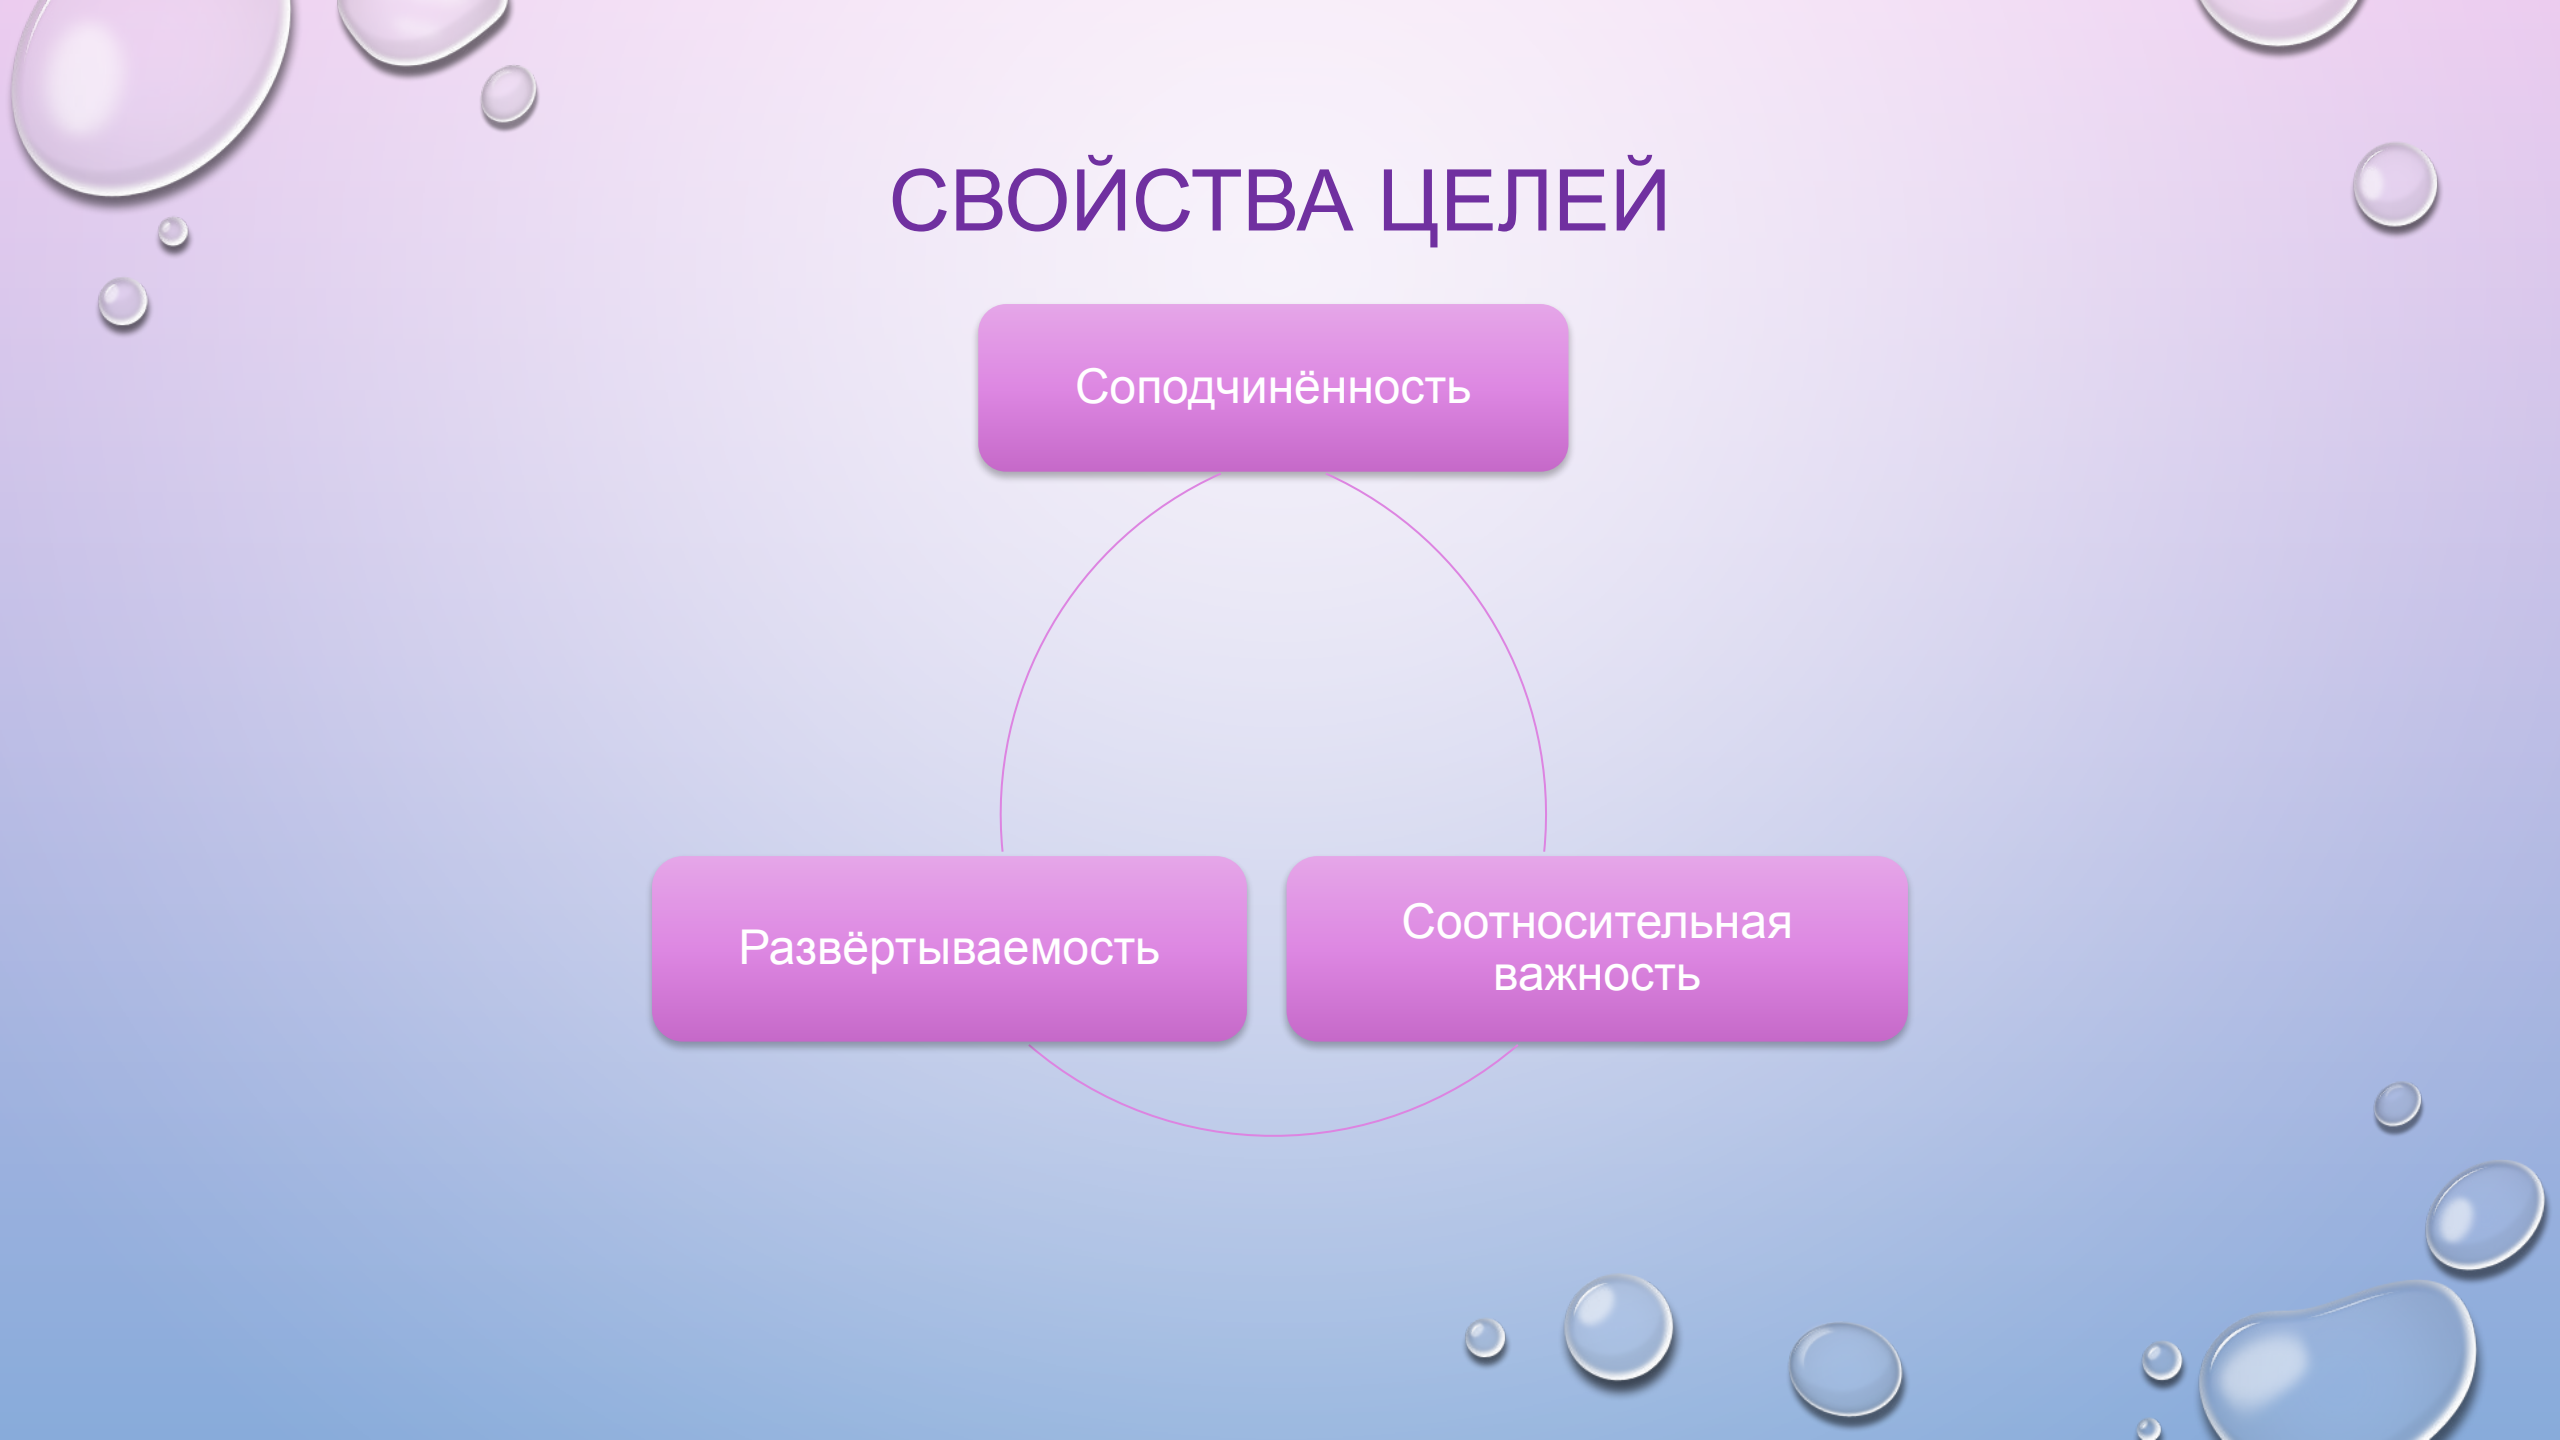 СВОЙСТВА ЦЕЛЕЙ
Соподчинённость
Развёртываемость
Соотносительная
важность